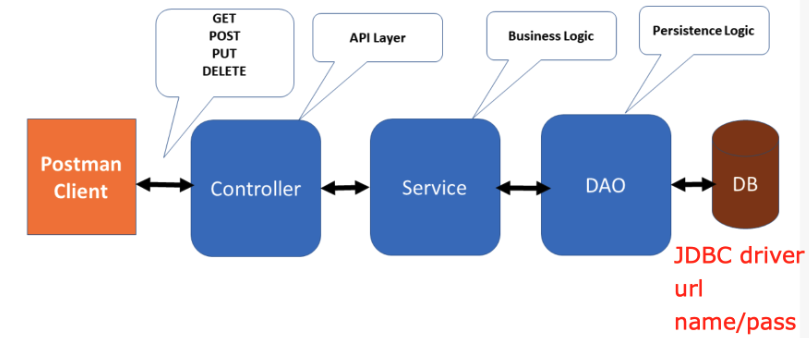 GET
POST
PUT
DELETE
API Layer
Business Logic
Persistence Logic
Postman
Client
Controller
Service
DAO
DB
JDBC driver
url
name/pass